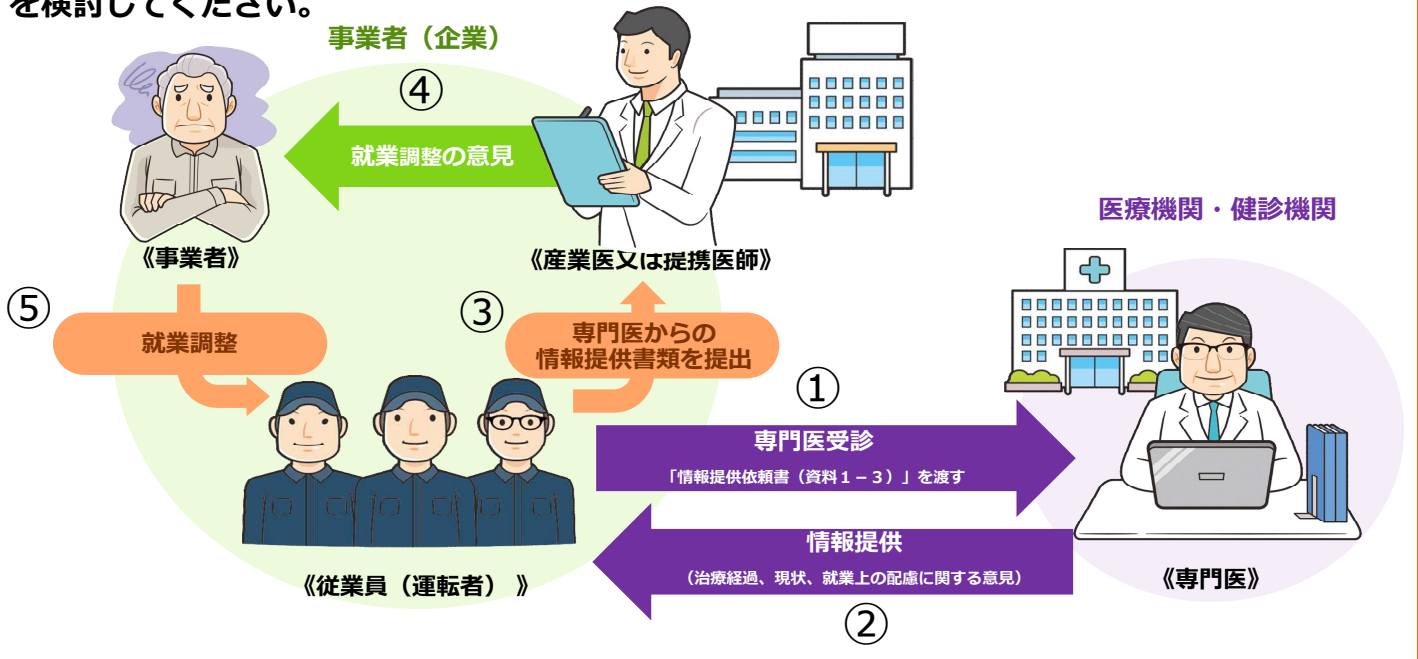 を検討してください。
事業者（企業）
④
就業調整の意見
《事業者》
《産業医又は提携医師》
医療機関・健診機関
⑤
就業調整
③
専門医からの
情報提供書類を提出
①
専門医受診
「情報提供依頼書（資料１－３）」を渡す
情報提供
（治療経過、現状、就業上の配慮に関する意見）
②
《従業員（運転者） 》
《専門医》